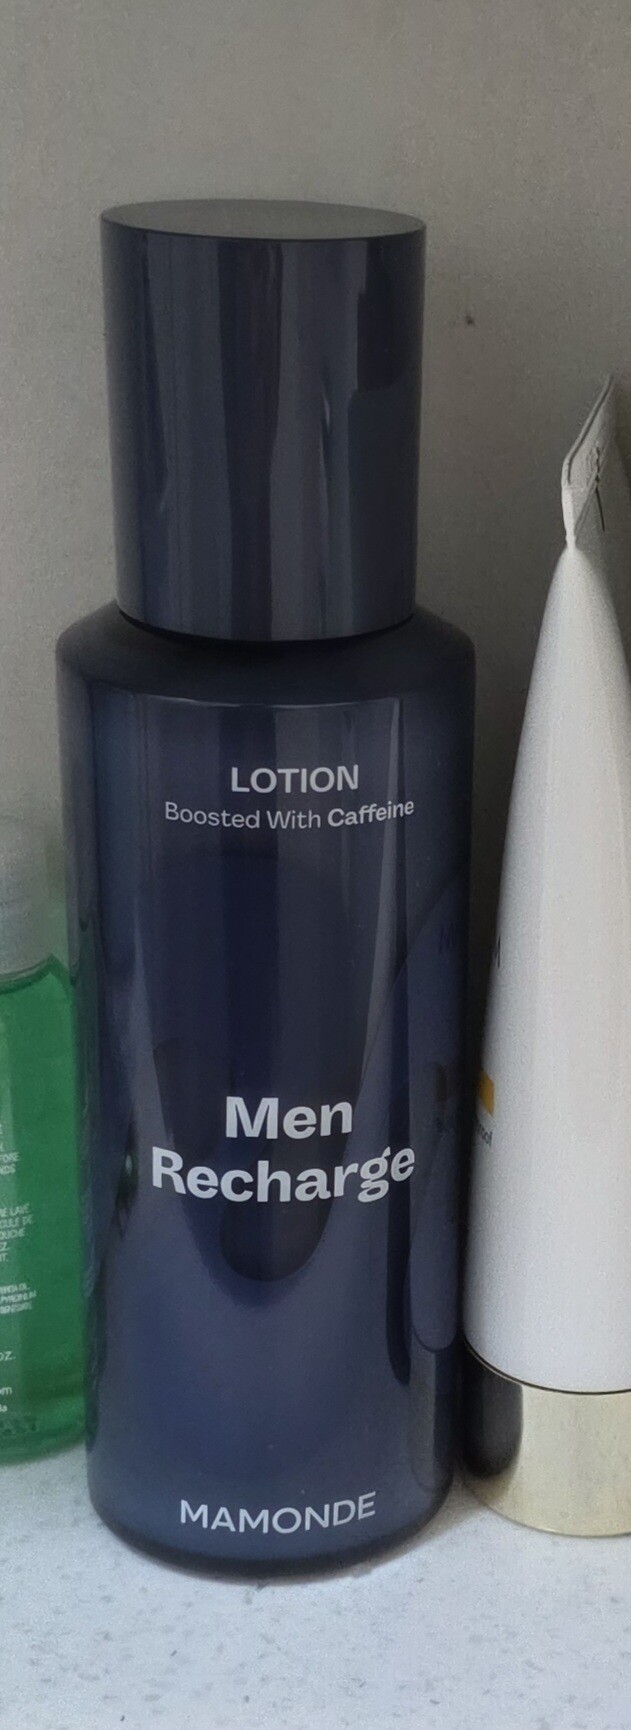 LOTION
Boosted With Caffeine
Men
Recharge
MAMONDE